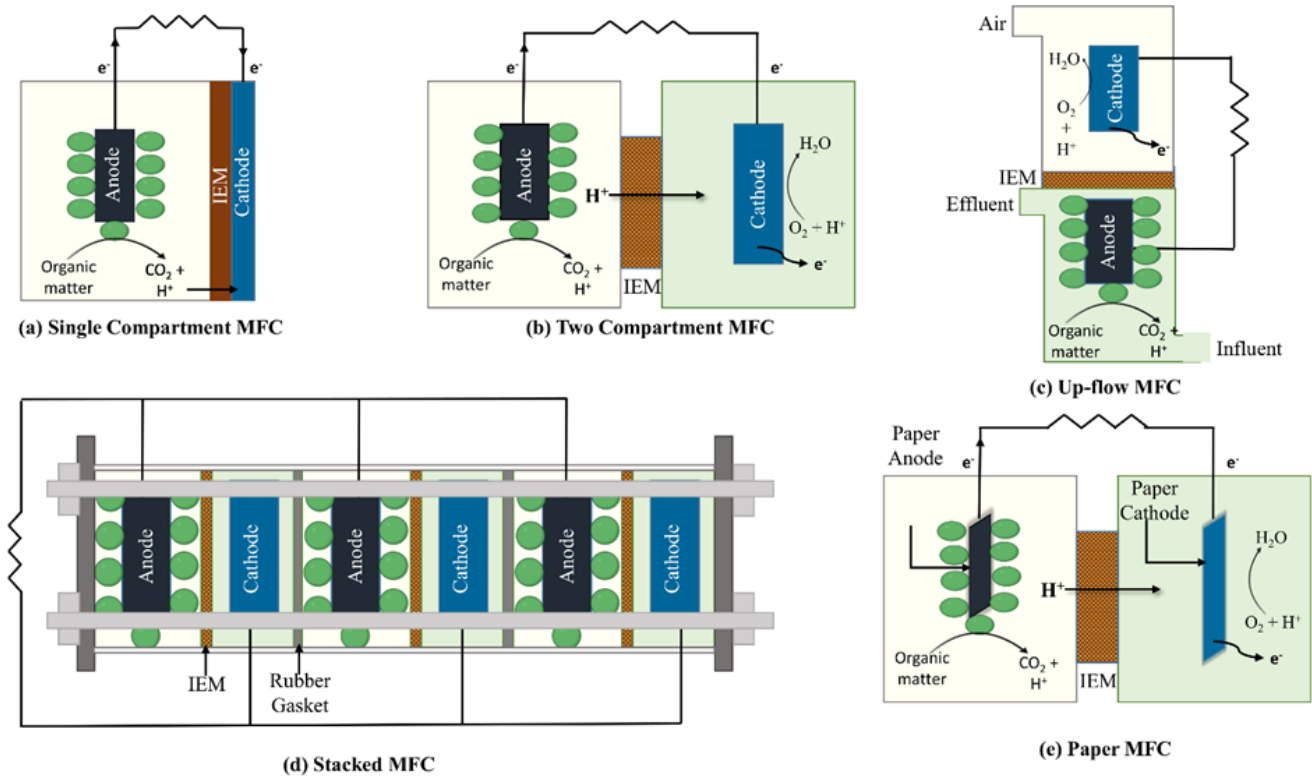 e⁻
e⁻
Anode
IEM
Cathode
Organic
matter
CO₂ +
H⁺
(a) Single Compartment MFC
e⁻
e⁻
Anode
H⁺
Cathode
H₂O
O₂ + H⁺
e⁻
Organic
matter
CO₂ +
H⁺
IEM
(b) Two Compartment MFC
Air
H₂O
Cathode
O₂
+
H⁺
e⁻
IEM
Effluent
Anode
Organic
matter
CO₂ +
H⁺
Influent
(c) Up-flow MFC
Anode
Cathode
Anode
Cathode
Anode
Cathode
IEM
Rubber
Gasket
(d) Stacked MFC
Paper
Anode
e⁻
e⁻
Paper
Cathode
H₂O
H⁺
O₂ + H⁺
e⁻
Organic
matter
CO₂ +
H⁺
IEM
(e) Paper MFC